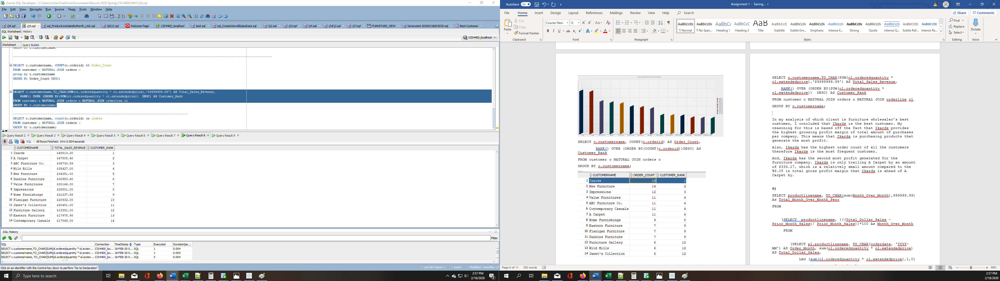 Oracle SQL Developer : C:\Users\richa\OneDrive\Documents\Baruch 2020 Spring\CIS 4400\HW1\Q5.sql
File Edit View Navigate Run Source Team Tools Window Help
Q6.sql Q5.sql sql_ProductLineSalesByMonth_LAG.sql Q6(1).sql Welcome Page CIS4400_localhost test.sql sql_CreateViewAllSalesData.sql Q2.sql Q3.sql Q4.sql Q4(1).sql Q7.sql FURNITURE_VIEW Generated-20200218003030.sql Best Customer
SQL Worksheet History
CIS4400_localhost
Worksheet Query Builder
GROUP BY c.customername;
SELECT c.customername, COUNT(o.orderid) AS Order_Count
FROM customer c NATURAL JOIN orders o
group by c.customername
ORDER BY Order_Count DESC;
SELECT c.customername,TO_CHAR(SUM(ol.orderedquantity * ol.extendedprice),'$9999999.99') AS Total_Sales_Revenue,
RANK() OVER (ORDER BY(SUM(ol.orderedquantity * ol.extendedprice)) DESC) AS Customer_Rank
FROM customer c NATURAL JOIN orders o NATURAL JOIN orderline ol
GROUP BY c.customername;
SELECT c.customername, count(o.orderid) as orders
FROM customer c NATURAL JOIN orders o
GROUP BY c.customername;
Query Result 2 x Query Result 3 x Query Result 4 x Query Result 5 x Query Result 6 x Query Result 7 x Query Result 8 x Query Result 9 x
SQL | All Rows Fetched: 14 in 0.004 seconds
CUSTOMERNAME TOTAL_SALES_REVENUE CUSTOMER_RANK
1 Ikards $48613.20 1
2 A Carpet $47808.40 2
3 ABC Furniture Co. $36730.59 3
4 Wild Bills $35427.00 4
5 New Furniture $34351.00 5
6 Dunkins Furniture $30953.60 6
7 Value Furnitures $30146.00 7
8 Impressions $28801.00 8
9 Home Furnishings $21237.56 9
10 Flanigan Furniture $20932.00 10
11 Janet's Collection $20481.00 11
12 Furniture Gallery $18391.00 12
13 Eastern Furniture $17975.98 13
14 Contemporary Casuals $17849.00 14
SQL History
Filter
SQL Connection TimeStamp Type Executed Duration(se...
SELECT c.customername,TO_CHAR(SUM(ol.orderedquantity * ol.exten... CIS4400_loc... 18-FEB-20 0... SQL 1 0.004
SELECT c.customername,TO_CHAR(SUM(ol.orderedquantity * ol.exten... CIS4400_loc... 18-FEB-20 0... SQL 1 0.005
SELECT c.customername, TO_CHAR(SUM(ol.orderedquantity * ol.exten... CIS4400_loc... 18-FEB-20 0... SQL 3 0.004
Click on an identifier with the Control key down to perform "Go to Declaration"
| Line 68 Column 1 | Insert | Modified | Unix/Mac: LF
Type here to search
2:57 PM
2/18/2020
2
AutoSave On
Assignment 1 - Saving...
File Home Insert Design Layout References Mailings Review View Help Search
Share Comments
Paste Cut Copy Format Painter
Courier New 12
AaBbCcDc AaBbCcDc AaBbCc AaBbCcC AaB AaBbCcC AaBbCcDc AaBbCcDc AaBbCcDc AaBbCcDc AaBbCcDc AaBbCcDc AaBbCcDc AaBbCcDc
¶ Normal ¶ No Spac... Heading 1 Heading 2 Title Subtitle Subtle Em... Emphasis Intense E... Strong Quote Intense Q... Subtle Ref... Intense Re...
Find Replace Select
Dictate
Clipboard Font Paragraph Styles Editing Voice
SELECT c.customername, COUNT(o.orderid) AS Order_Count,
RANK() OVER (ORDER BY(COUNT(o.orderid))DESC) AS
Customer_Rank
FROM customer c NATURAL JOIN orders o
GROUP BY c.customername;
CUSTOMERNAME ORDER_COUNT CUSTOMER_RANK
1 Ikards 16 1
2 New Furniture 14 2
3 Impressions 12 3
4 Value Furnitures 11 4
5 ABC Furniture Co. 11 4
6 Contemporary Casuals 11 4
7 A Carpet 11 4
8 Home Furnishings 9 8
9 Eastern Furniture 7 9
10 Flanigan Furniture 7 9
11 Dunkins Furniture 7 9
12 Furniture Gallery 6 12
13 Wild Bills 6 12
14 Janet's Collection 6 12
SELECT c.customername,TO_CHAR(SUM(ol.orderedquantity *
ol.extendedprice),'$9999999.99') AS Total_Sales_Revenue,
RANK() OVER (ORDER BY(SUM(ol.orderedquantity *
ol.extendedprice)) DESC) AS Customer_Rank
FROM customer c NATURAL JOIN orders o NATURAL JOIN orderline ol
GROUP BY c.customername;
In my analysis of which client is furniture wholesaler's best
customer, I concluded that Ikards is the best customer. My
reasoning for this is based off the fact that Ikards provides
the highest grossing profit margin of total amount of purchases
per company. This means that Ikards is purchasing products that
generate the most profit.
Also, Ikards has the highest order count of all the customers
therefore Ikards is the most frequent customer.
And, Ikards has the second most profit generated for the
furniture company. Ikards is only trailing A Carpet by an amount
of $334.17, which is a relatively small amount compared to the
%8.05 in total gross profit margin that Ikards is ahead of A
Carpet by.
6)
SELECT productlinename, TO_CHAR(sum(Month_Over_Month),999999.99)
As Total_Month_Over_Month_Perc
FROM
(SELECT productlinename, (((Total_Dollar_Sales -
Prior_Month_Sales)/ Prior_Month_Sales))*100 As Month_Over_Month
FROM
(SELECT pl.productlinename, TO_CHAR(orderdate, 'YYYY-
MM') AS Order_Month, sum(ol.orderedquantity * ol.extendedprice)
AS Total_Dollar_Sales,
LAG (sum(ol.orderedquantity * ol.extendedprice),1,0)
Page 6 of 11 592 words
90%
2:57 PM
2/18/2020